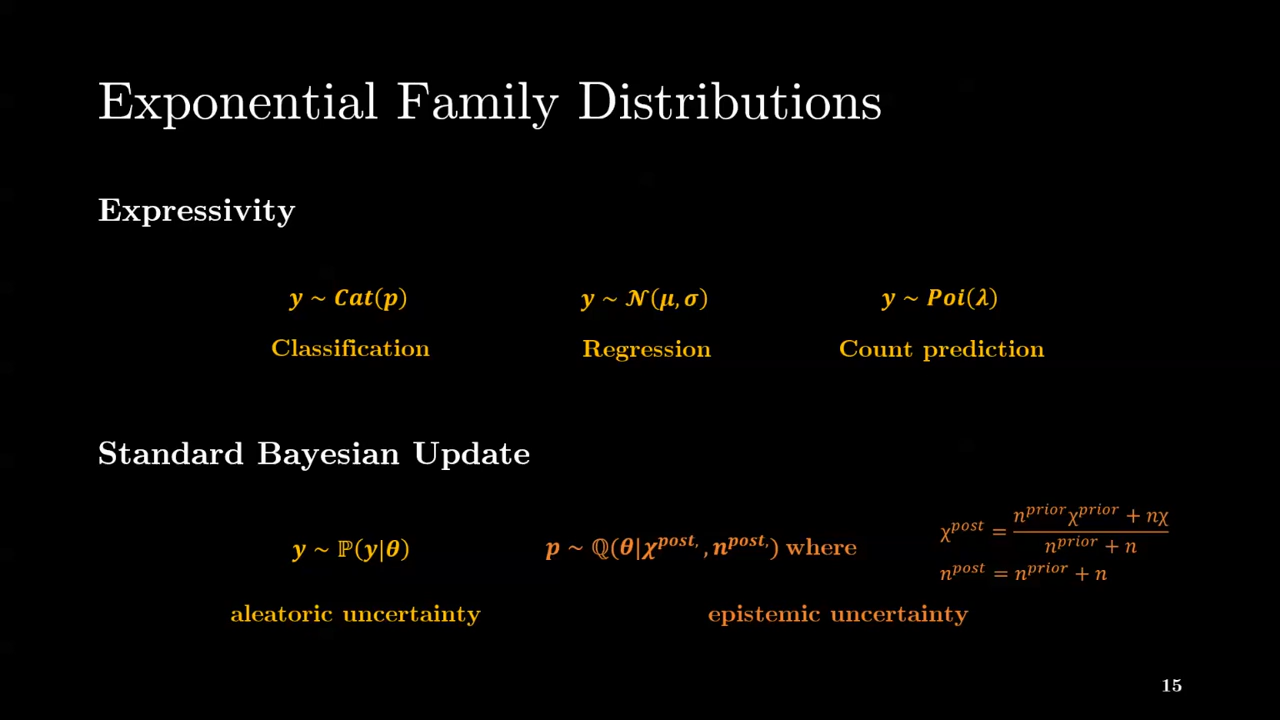 Exponential Family Distributions
Expressivity
y ~ Cat(p)    y ~ 𝒩(μ, σ)    y ~ Poi(λ)
Classification    Regression    Count prediction
Standard Bayesian Update
y ~ ℙ(y|θ)    p ~ ℚ(θ|χ^{post,}, n^{post,}) where    χ^{post} = \frac{n^{prior}χ^{prior} + nχ}{n^{prior} + n}
n^{post} = n^{prior} + n
aleatoric uncertainty    epistemic uncertainty
15